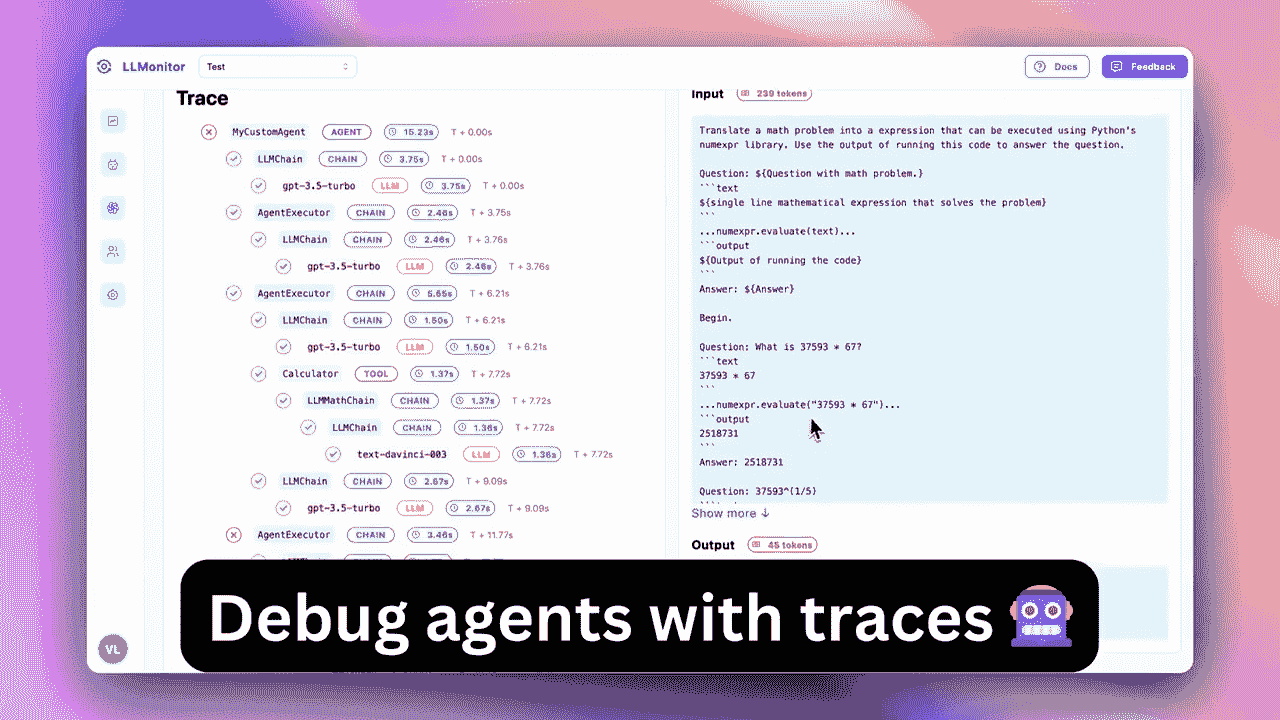 LLMonitor Test Docs Feedback
Trace
MyCustomAgent AGENT 15.23s T + 0.00s
LLMChain CHAIN 3.75s T + 0.00s
gpt-3.5-turbo LLM 3.75s T + 0.00s
AgentExecutor CHAIN 2.46s T + 3.75s
LLMChain CHAIN 2.46s T + 3.76s
gpt-3.5-turbo LLM 2.46s T + 3.76s
AgentExecutor CHAIN 5.65s T + 6.21s
LLMChain CHAIN 1.50s T + 6.21s
gpt-3.5-turbo LLM 1.50s T + 6.21s
Calculator TOOL 1.37s T + 7.72s
LLMMathChain CHAIN 1.37s T + 7.72s
LLMChain CHAIN 1.36s T + 7.72s
text-davinci-003 LLM 1.36s T + 7.72s
LLMChain CHAIN 2.67s T + 9.09s
gpt-3.5-turbo LLM 2.67s T + 9.09s
AgentExecutor CHAIN 3.46s T + 11.77s
Input 239 tokens
Translate a math problem into a expression that can be executed using Python's
numexpr library. Use the output of running this code to answer the question.
Question: ${Question with math problem.}
```text
${single line mathematical expression that solves the problem}
```
...numexpr.evaluate(text)...
```output
${Output of running the code}
```
Answer: ${Answer}
Begin.
Question: What is 37593 * 67?
```text
37593 * 67
```
...numexpr.evaluate("37593 * 67")...
```output
2518731
```
Answer: 2518731
Question: 37593^(1/5)
Show more ↓
Output 45 tokens
VL
Debug agents with traces